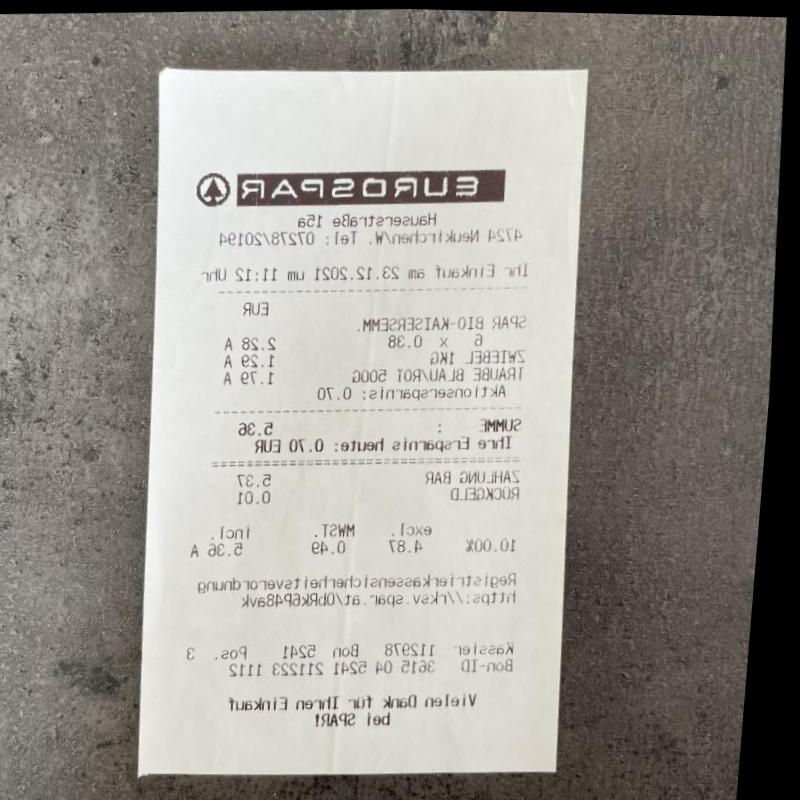 EUROSPAR
Hauserstraße 15a
4724 Neukirchen/W. Tel: 07278/20194
Ihr Einkauf am 23.12.2021 um 11:12 Uhr
EUR
SPAR BIO-KAISERSEMM.
6 x 0.38 2.28 A
ZWIEBEL 1KG 1.29 A
TRAUBE BLAU/ROT 500G 1.79 A
Aktionsersparnis: 0.70
SUMME : 5.36
Ihre Ersparnis heute: 0.70 EUR
ZAHLUNG BAR 5.37
RÜCKGELD 0.01
excl. MWST. incl.
10.00% 4.87 0.49 5.36 A
Registrierkassensicherheitsverordnung
https://rksv.spar.at/0bRK6P48avk
Kassier 112978 Bon 5241 Pos. 3
Bon-ID 3615 04 5241 211223 1112
Vielen Dank für Ihren Einkauf
bei SPAR!